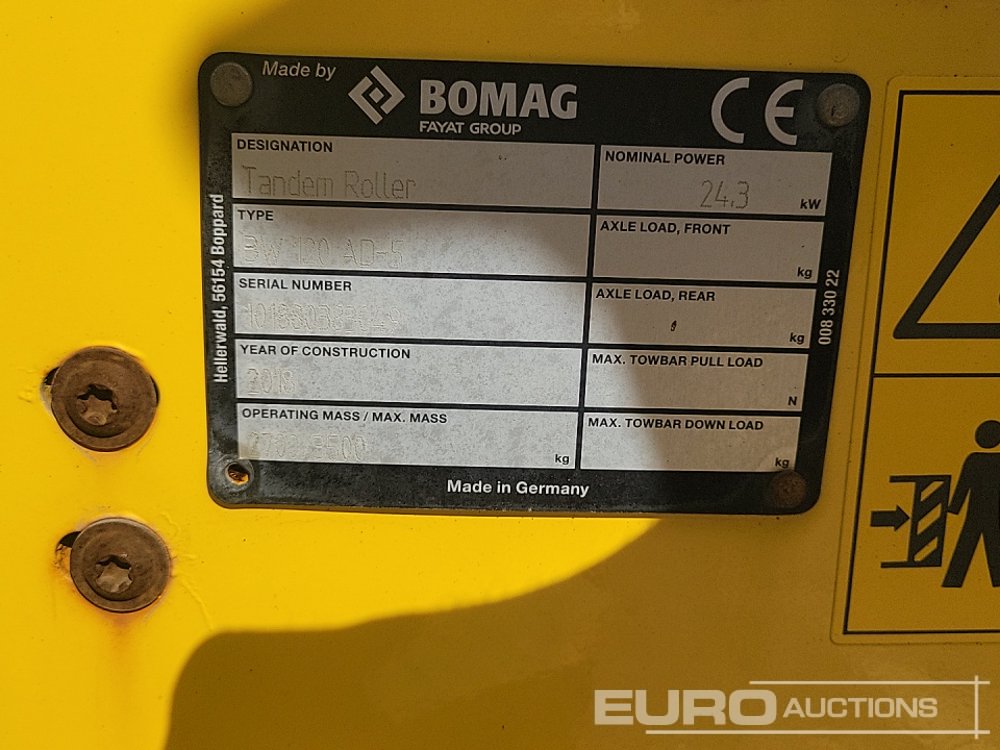 Made by
BOMAG
FAYAT GROUP
CE
DESIGNATION
Tandem Roller
NOMINAL POWER
24.3 kW
TYPE
BW 120 AD-5
AXLE LOAD, FRONT
kg
SERIAL NUMBER
AXLE LOAD, REAR
kg
YEAR OF CONSTRUCTION
2018
MAX. TOWBAR PULL LOAD
N
OPERATING MASS / MAX. MASS
kg
MAX. TOWBAR DOWN LOAD
kg
Made in Germany
Hellerwald, 56154 Boppard
008 330 22
EURO AUCTIONS